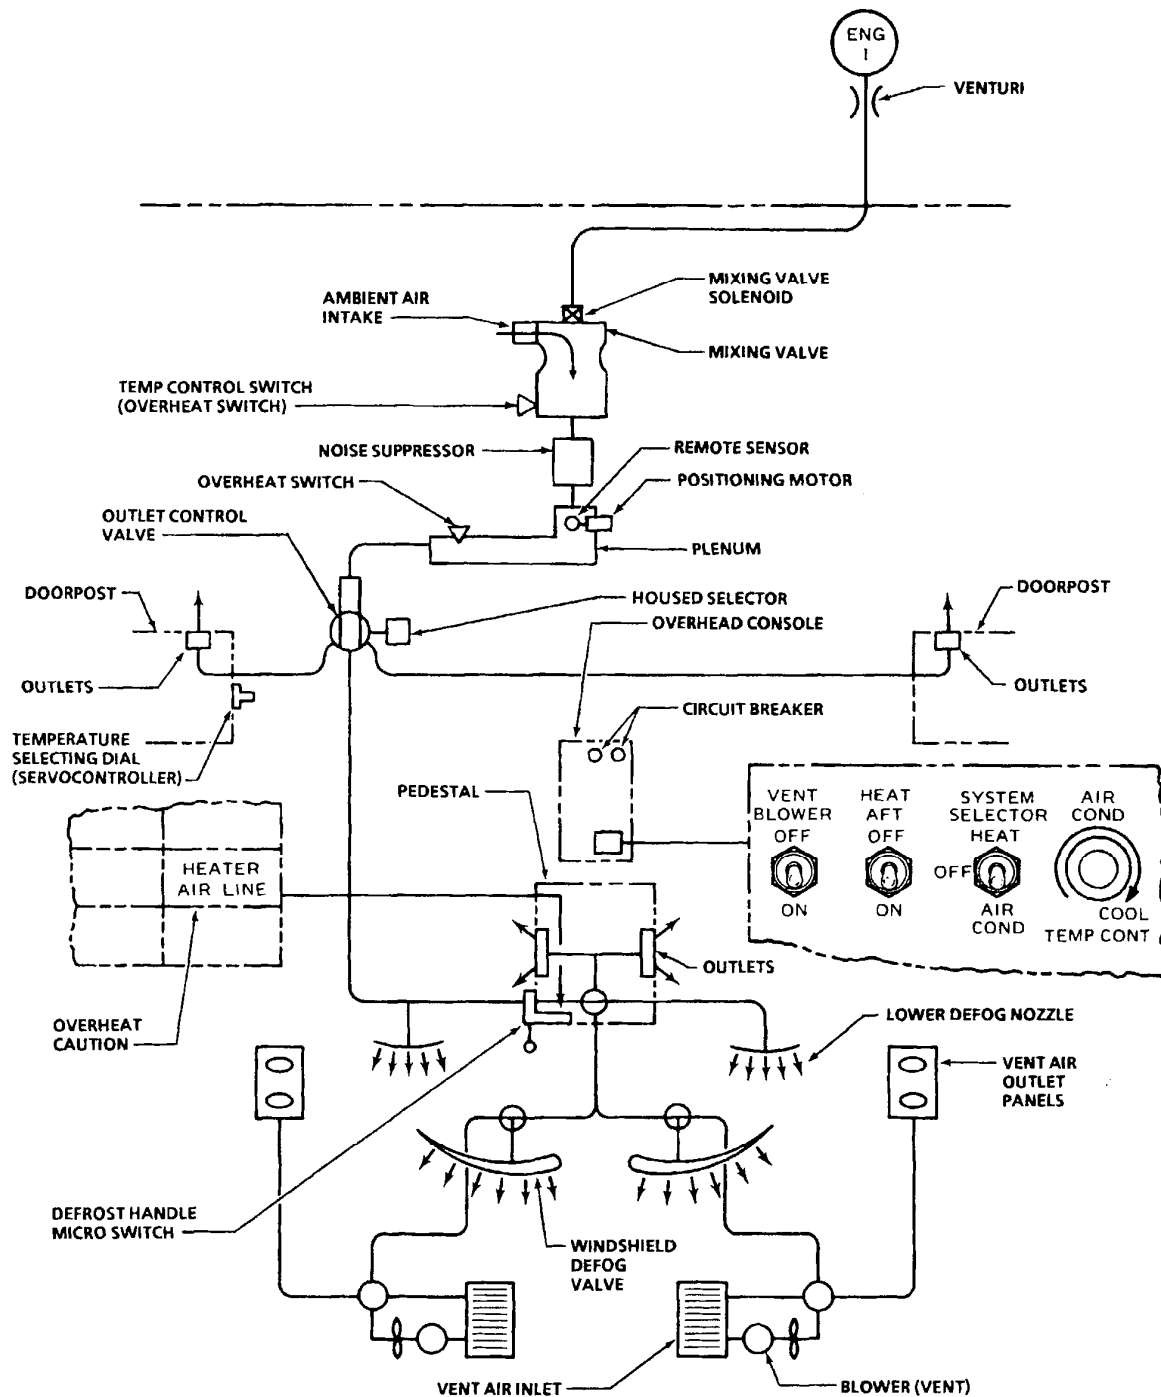 ENG
I
VENTURI
MIXING VALVE
SOLENOID
AMBIENT AIR
INTAKE
MIXING VALVE
TEMP CONTROL SWITCH
(OVERHEAT SWITCH)
NOISE SUPPRESSOR
REMOTE SENSOR
OVERHEAT SWITCH
POSITIONING MOTOR
OUTLET CONTROL
VALVE
PLENUM
DOORPOST
HOUSED SELECTOR
DOORPOST
OVERHEAD CONSOLE
OUTLETS
OUTLETS
CIRCUIT BREAKER
TEMPERATURE
SELECTING DIAL
(SERVOCONTROLLER)
PEDESTAL
VENT
BLOWER
OFF
ON
HEAT
AFT
OFF
ON
SYSTEM
SELECTOR
HEAT
OFF
AIR
COND
AIR
COND
COOL
TEMP CONT
HEATER
AIR LINE
OUTLETS
OVERHEAT
CAUTION
LOWER DEFOG NOZZLE
VENT AIR
OUTLET
PANELS
DEFROST HANDLE
MICRO SWITCH
WINDSHIELD
DEFOG
VALVE
VENT AIR INLET
BLOWER (VENT)